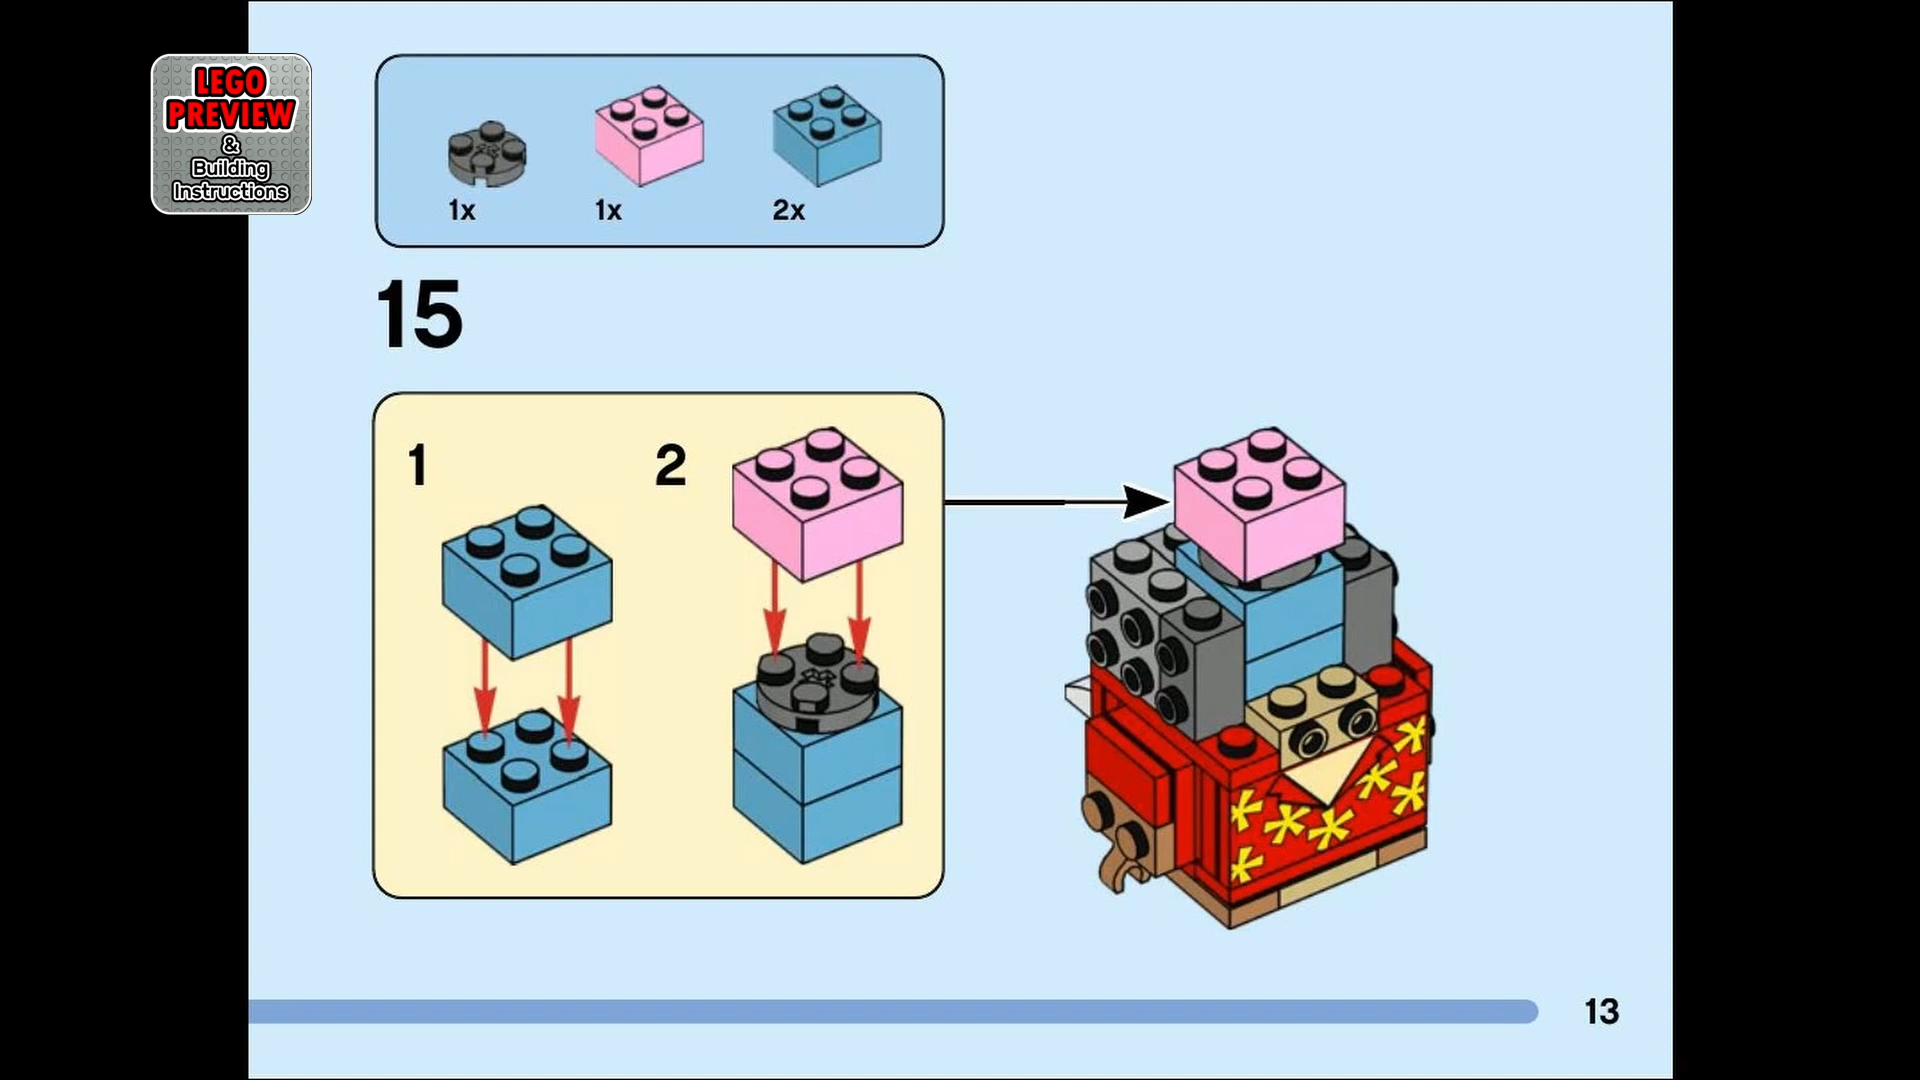 LEGO
PREVIEW
&
Building
Instructions
1x
1x
2x
15
1
2
13